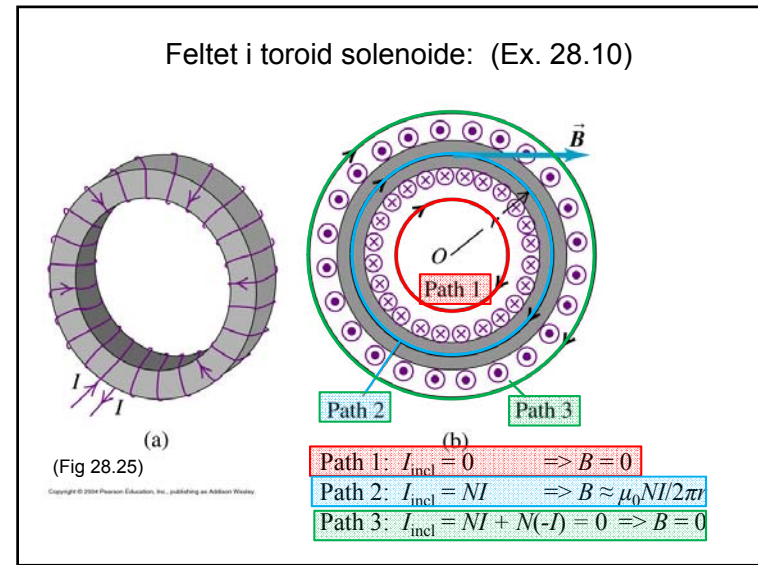 Feltet i toroid solenoide: (Ex. 28.10)
I
I
(a)
(Fig 28.25)
Copyright © 2004 Pearson Education, Inc., publishing as Addison Wesley
B
r
O
Path 1
Path 2
Path 3
(b)
Path 1: Iincl = 0 => B = 0
Path 2: Iincl = NI => B ≈ μ0NI/2πr
Path 3: Iincl = NI + N(-I) = 0 => B = 0